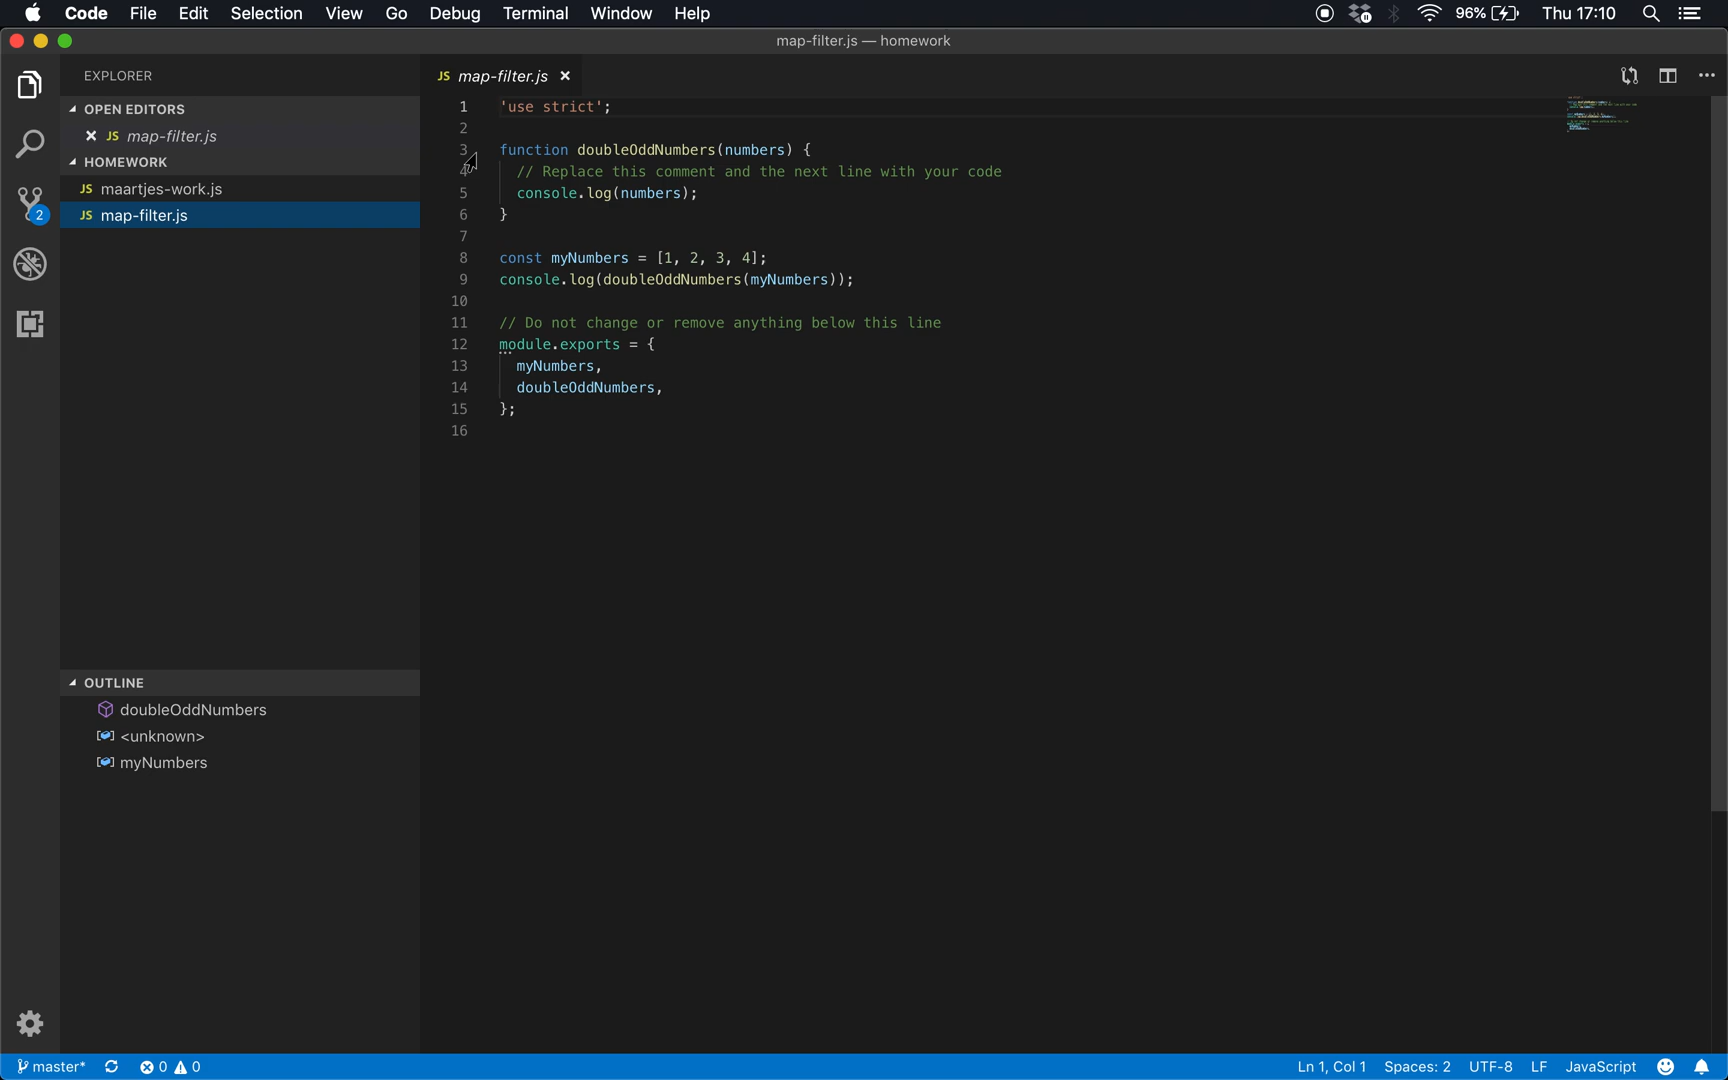 Code File Edit Selection View Go Debug Terminal Window Help 96% Thu 17:10
map-filter.js — homework
EXPLORER
OPEN EDITORS
JS map-filter.js
HOMEWORK
JS maartjes-work.js
JS map-filter.js
2
OUTLINE
doubleOddNumbers
<unknown>
myNumbers
JS map-filter.js
1 'use strict';
2
3 function doubleOddNumbers(numbers) {
4 // Replace this comment and the next line with your code
5 console.log(numbers);
6 }
7
8 const myNumbers = [1, 2, 3, 4];
9 console.log(doubleOddNumbers(myNumbers));
10
11 // Do not change or remove anything below this line
12 module.exports = {
13 myNumbers,
14 doubleOddNumbers,
15 };
16
master* 0 0 Ln 1, Col 1 Spaces: 2 UTF-8 LF JavaScript